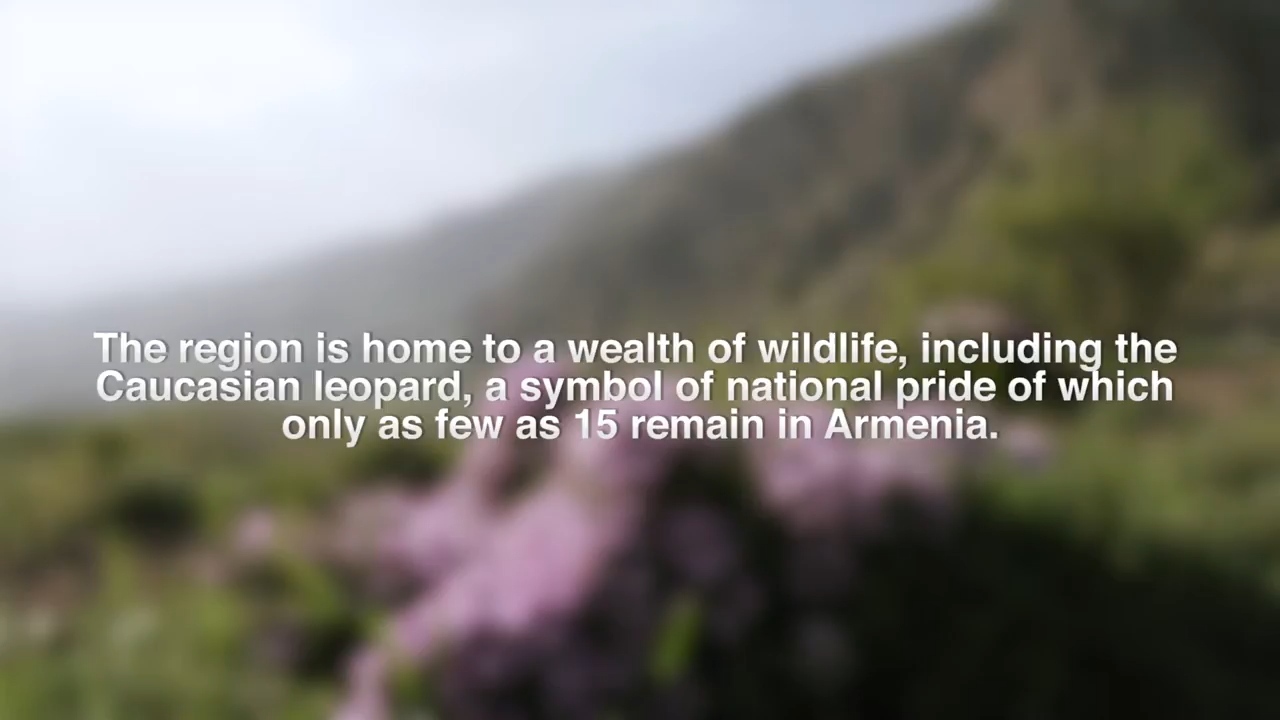 The region is home to a wealth of wildlife, including the
Caucasian leopard, a symbol of national pride of which
only as few as 15 remain in Armenia.